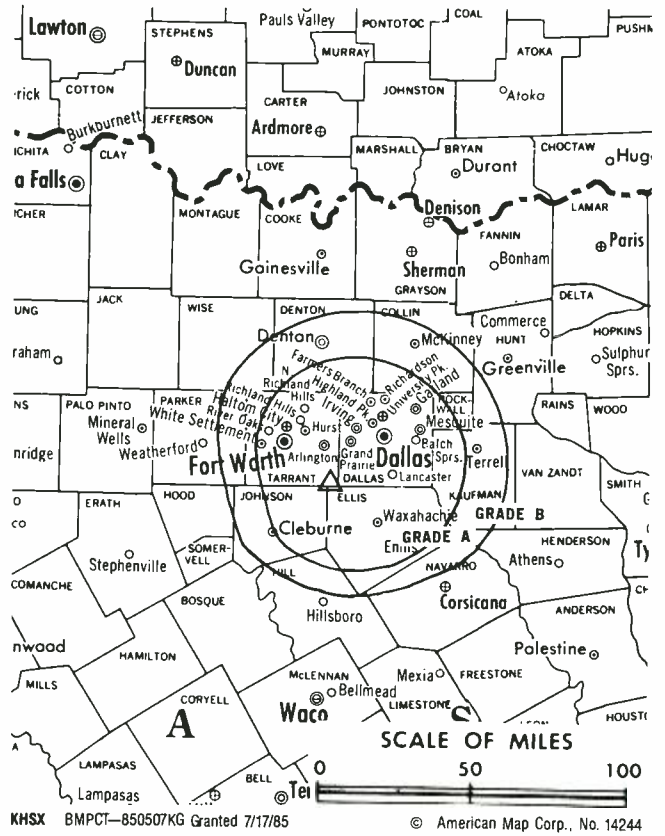 Pauls Valley
COAL
Lawton
STEPHENS
PONTOTOC
PUSHM
MURRAY
ATOKA
Duncan
rick
COTTON
CARTER
JOHNSTON
Atoka
Burkburnett
JEFFERSON
Ardmore
ICHITA
CLAY
MARSHALL
BRYAN
CHOCTAW
LOVE
Durant
Hug
a Falls
Denison
LAMAR
CHER
MONTAGUE
COOKE
FANNIN
Paris
Gainesville
Sherman
Bonham
GRAYSON
JACK
DELTA
UNG
WISE
DENTON
COLLIN
Commerce
Denton
McKinney
HUNT
HOPKINS
raham
Greenville
Sulphur
Sprs.
Farmers Branch
Richardson
N
Richland
Hills
Highland Pk.
University Pk.
Garland
NS
PALO PINTO
PARKER
Richland Hills
Haltom City
Irving
ROCK-
WALL
RAINS
WOOD
Mineral
Wells
White Settlement
River Oaks
Hurst
Mesquite
nridge
Weatherford
Fort Worth
Arlington
Grand
Prairie
Dallas
Balch
Sprs.
Terrell
TARRANT
DALLAS
Lancaster
VAN ZANDT
SMITH
ERATH
HOOD
JOHNSON
ELLIS
KAUFMAN
GRADE B
co
Cleburne
Waxahachie
GRADE A
Ennis
HENDERSON
Ty
Stephenville
SOMER-
VELL
HILL
NAVARRO
Athens
COMANCHE
BOSQUE
Hillsboro
Corsicana
ANDERSON
CH
nwood
HAMILTON
Palestine
MILLS
McLENNAN
Mexia
FREESTONE
CORYELL
Bellmead
Waco
LIMESTONE
HOUSTO
A
S
SCALE OF MILES
LAMPASAS
BELL
0 50 100
Lampasas
Te
KHSX BMPCT—850507KG Granted 7/17/85 © American Map Corp., No. 14244